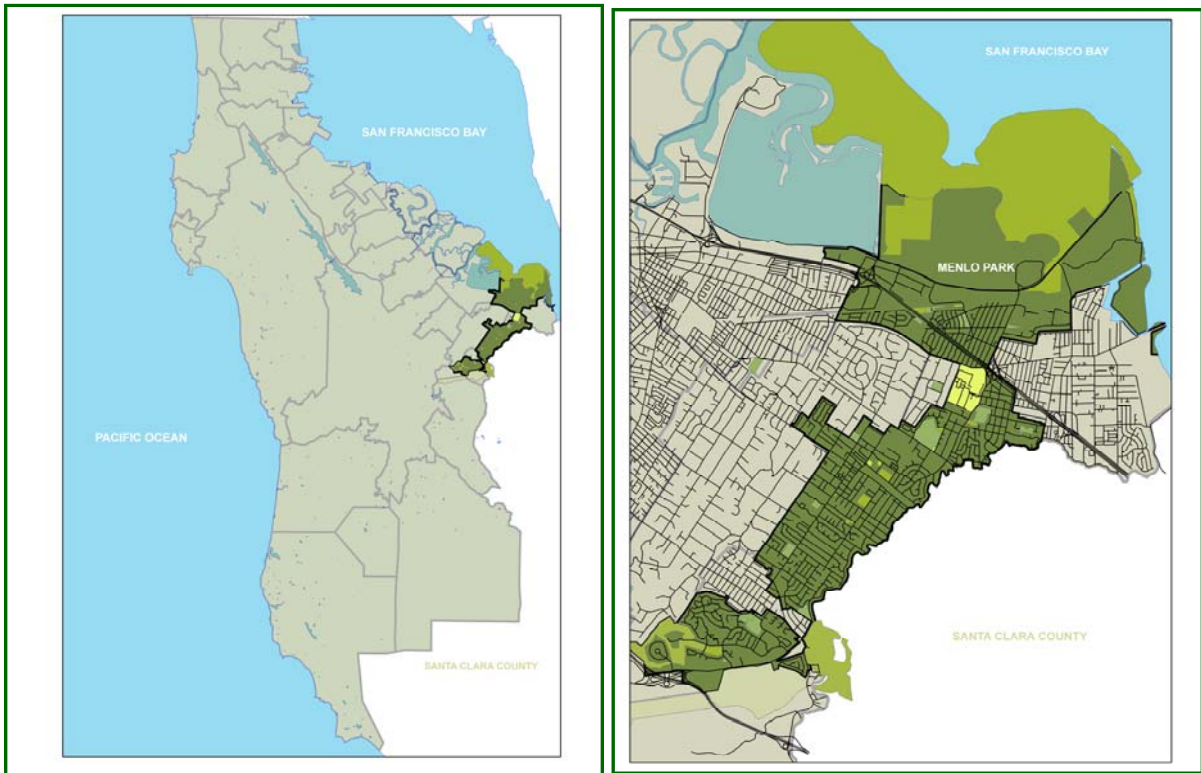 SAN FRANCISCO BAY
PACIFIC OCEAN
SANTA CLARA COUNTY
SAN FRANCISCO BAY
MENLO PARK
SANTA CLARA COUNTY